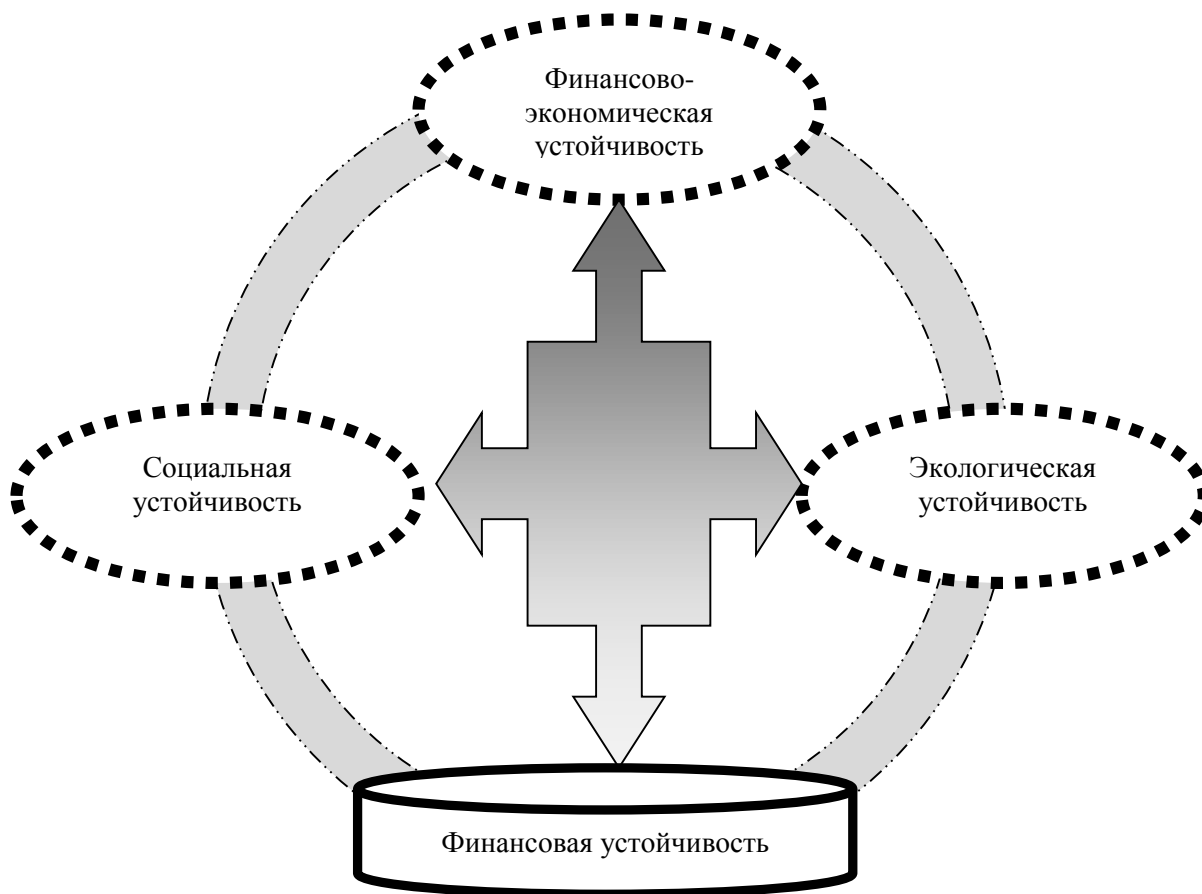 Финансово-
экономическая
устойчивость
Социальная
устойчивость
Экологическая
устойчивость
Финансовая устойчивость